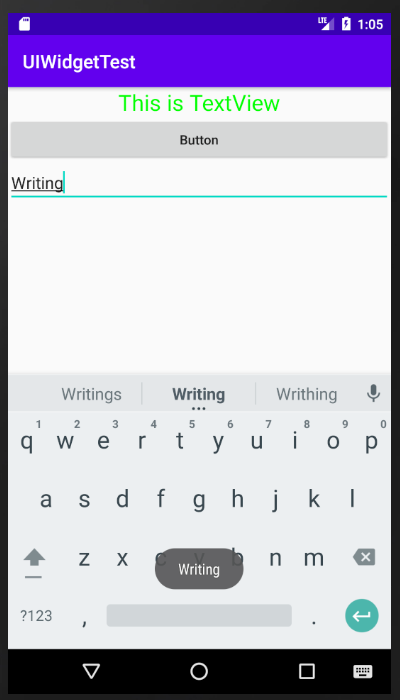 LTE 1:05
UIWidgetTest
This is TextView
Button
Writing
Writings Writing Writhing
1 2 3 4 5 6 7 8 9 0
q w e r t y u i o p
a s d f g h j k l
z x c v b n m
Writing
?123 , .